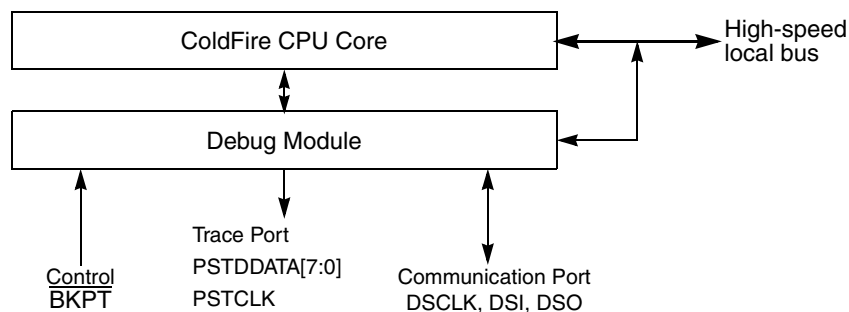 ColdFire CPU Core
High-speed
local bus
Debug Module
Trace Port
PSTDDATA[7:0]
PSTCLK
Control
BKPT
Communication Port
DSCLK, DSI, DSO